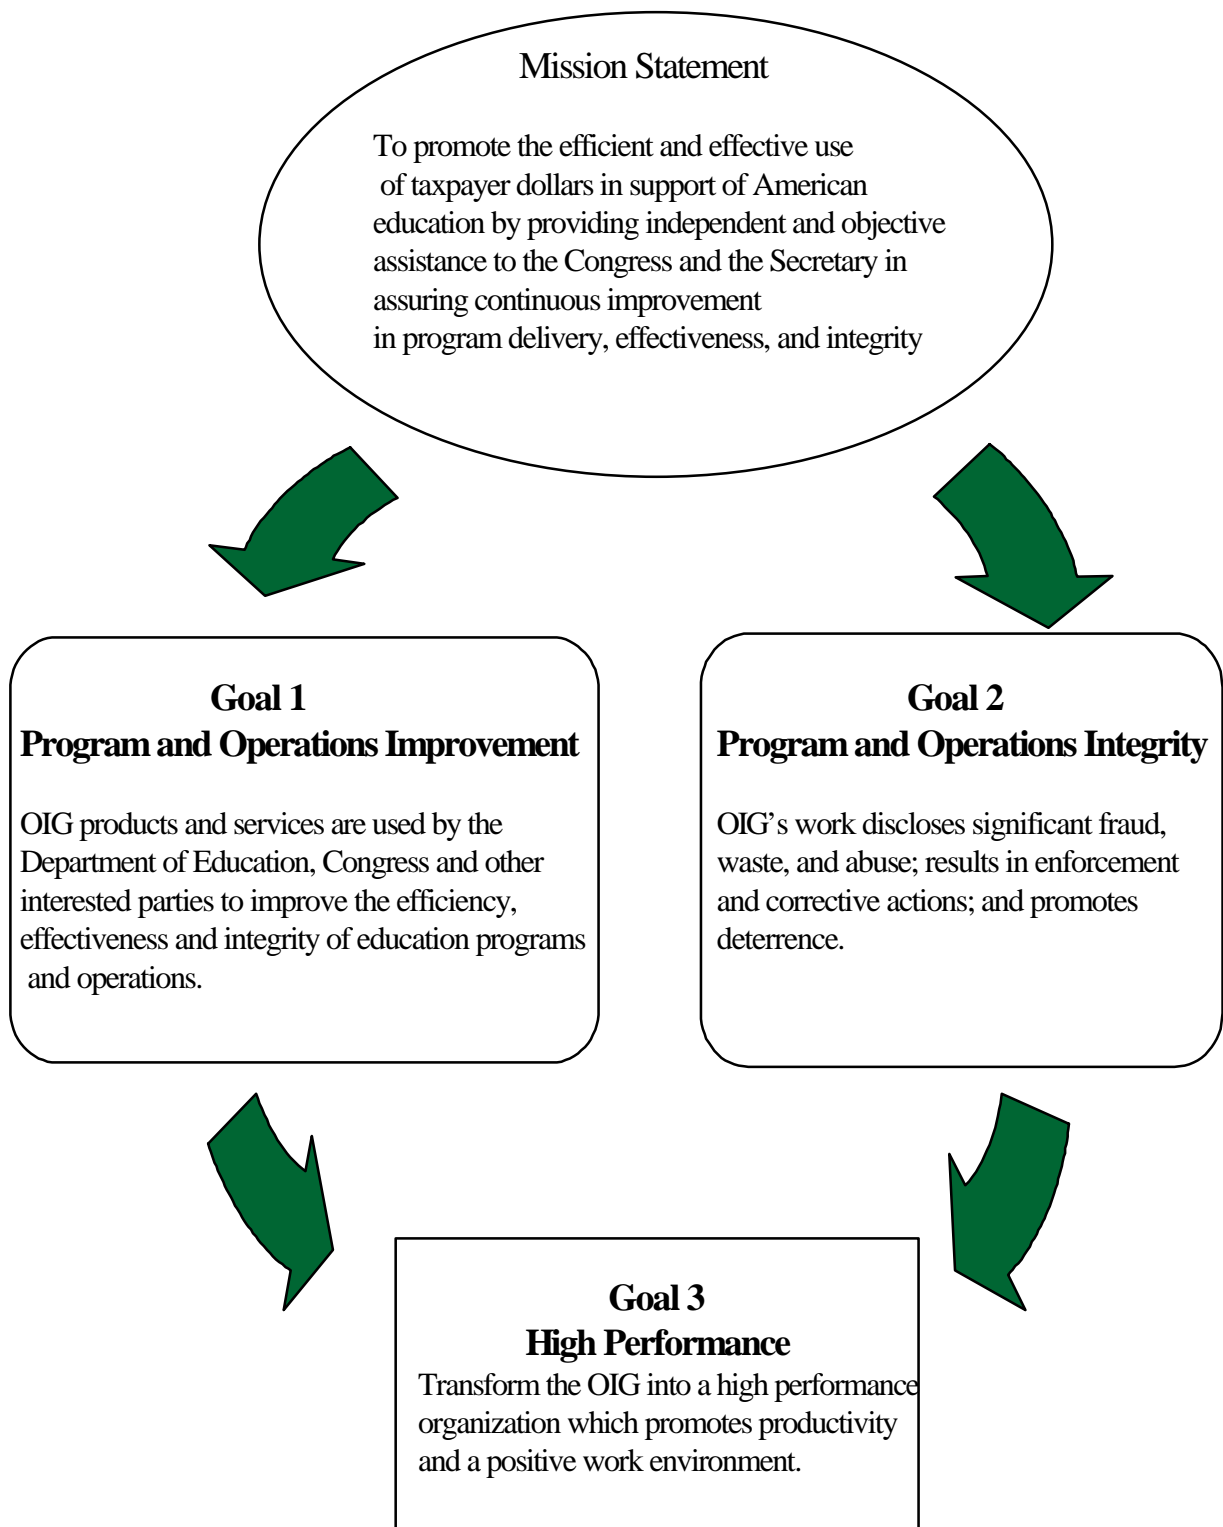 Mission Statement
To promote the efficient and effective use
of taxpayer dollars in support of American
education by providing independent and objective
assistance to the Congress and the Secretary in
assuring continuous improvement
in program delivery, effectiveness, and integrity
Goal 1
Program and Operations Improvement
OIG products and services are used by the
Department of Education, Congress and other
interested parties to improve the efficiency,
effectiveness and integrity of education programs
and operations.
Goal 2
Program and Operations Integrity
OIG’s work discloses significant fraud,
waste, and abuse; results in enforcement
and corrective actions; and promotes
deterrence.
Goal 3
High Performance
Transform the OIG into a high performance
organization which promotes productivity
and a positive work environment.